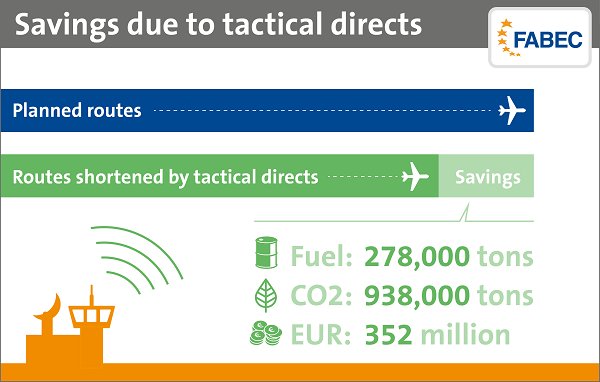 Savings due to tactical directs
FABEC
Planned routes
Routes shortened by tactical directs
Savings
Fuel: 278,000 tons
CO2: 938,000 tons
EUR: 352 million